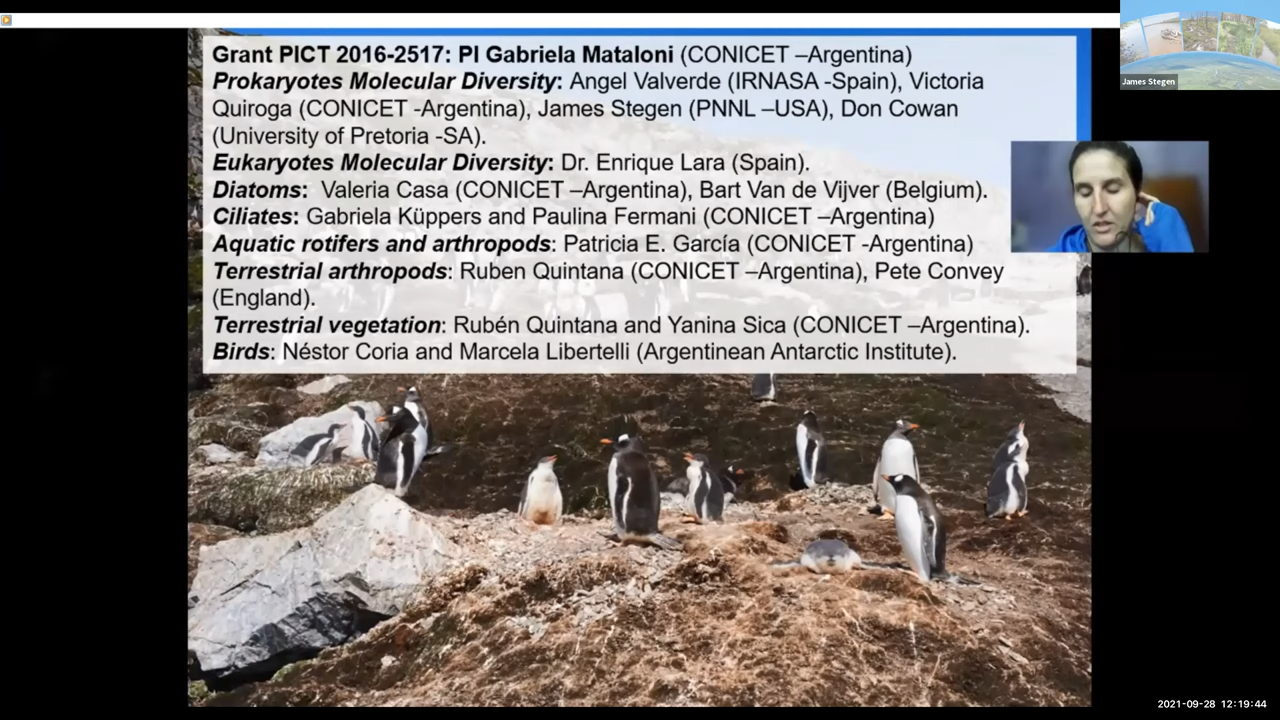 Grant PICT 2016-2517: PI Gabriela Mataloni (CONICET –Argentina)
Prokaryotes Molecular Diversity: Angel Valverde (IRNASA -Spain), Victoria
Quiroga (CONICET -Argentina), James Stegen (PNNL –USA), Don Cowan
(University of Pretoria -SA).
Eukaryotes Molecular Diversity: Dr. Enrique Lara (Spain).
Diatoms: Valeria Casa (CONICET –Argentina), Bart Van de Vijver (Belgium).
Ciliates: Gabriela Küppers and Paulina Fermani (CONICET –Argentina)
Aquatic rotifers and arthropods: Patricia E. García (CONICET -Argentina)
Terrestrial arthropods: Ruben Quintana (CONICET –Argentina), Pete Convey
(England).
Terrestrial vegetation: Rubén Quintana and Yanina Sica (CONICET –Argentina).
Birds: Néstor Coria and Marcela Libertelli (Argentinean Antarctic Institute).
James Stegen
2021-09-28 12:19:44